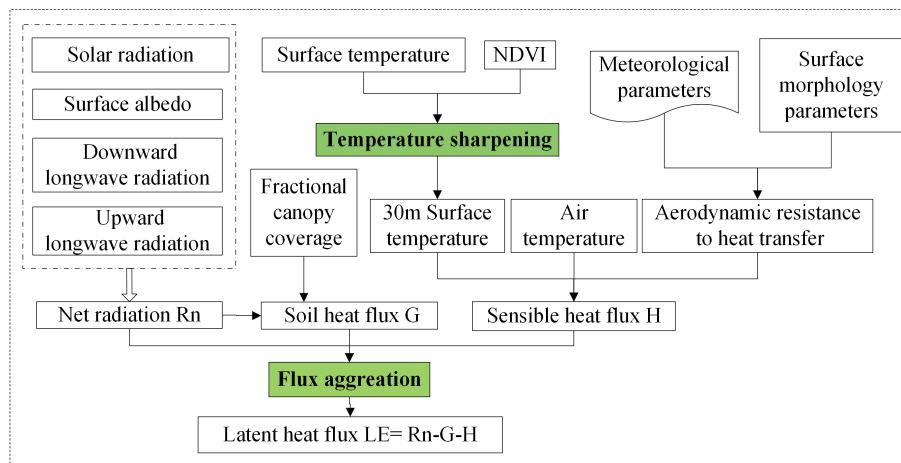 Solar radiation
Surface albedo
Downward
longwave radiation
Upward
longwave radiation
Surface temperature
NDVI
Meteorological
parameters
Surface
morphology
parameters
Temperature sharpening
Fractional
canopy
coverage
30m Surface
temperature
Air
temperature
Aerodynamic resistance
to heat transfer
Net radiation Rn
Soil heat flux G
Sensible heat flux H
Flux aggreation
Latent heat flux LE= Rn-G-H